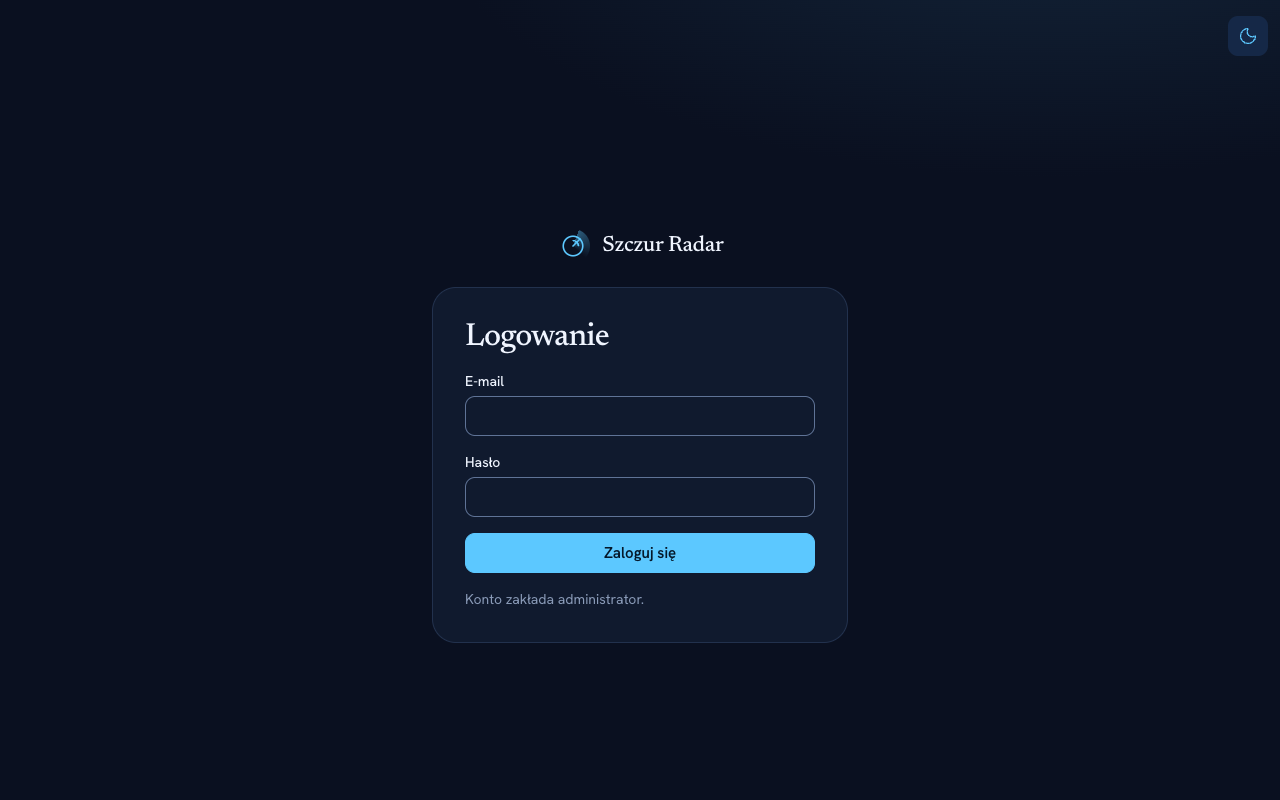 Szczur Radar
Logowanie
E-mail
Hasło
Zaloguj się
Konto zakłada administrator.